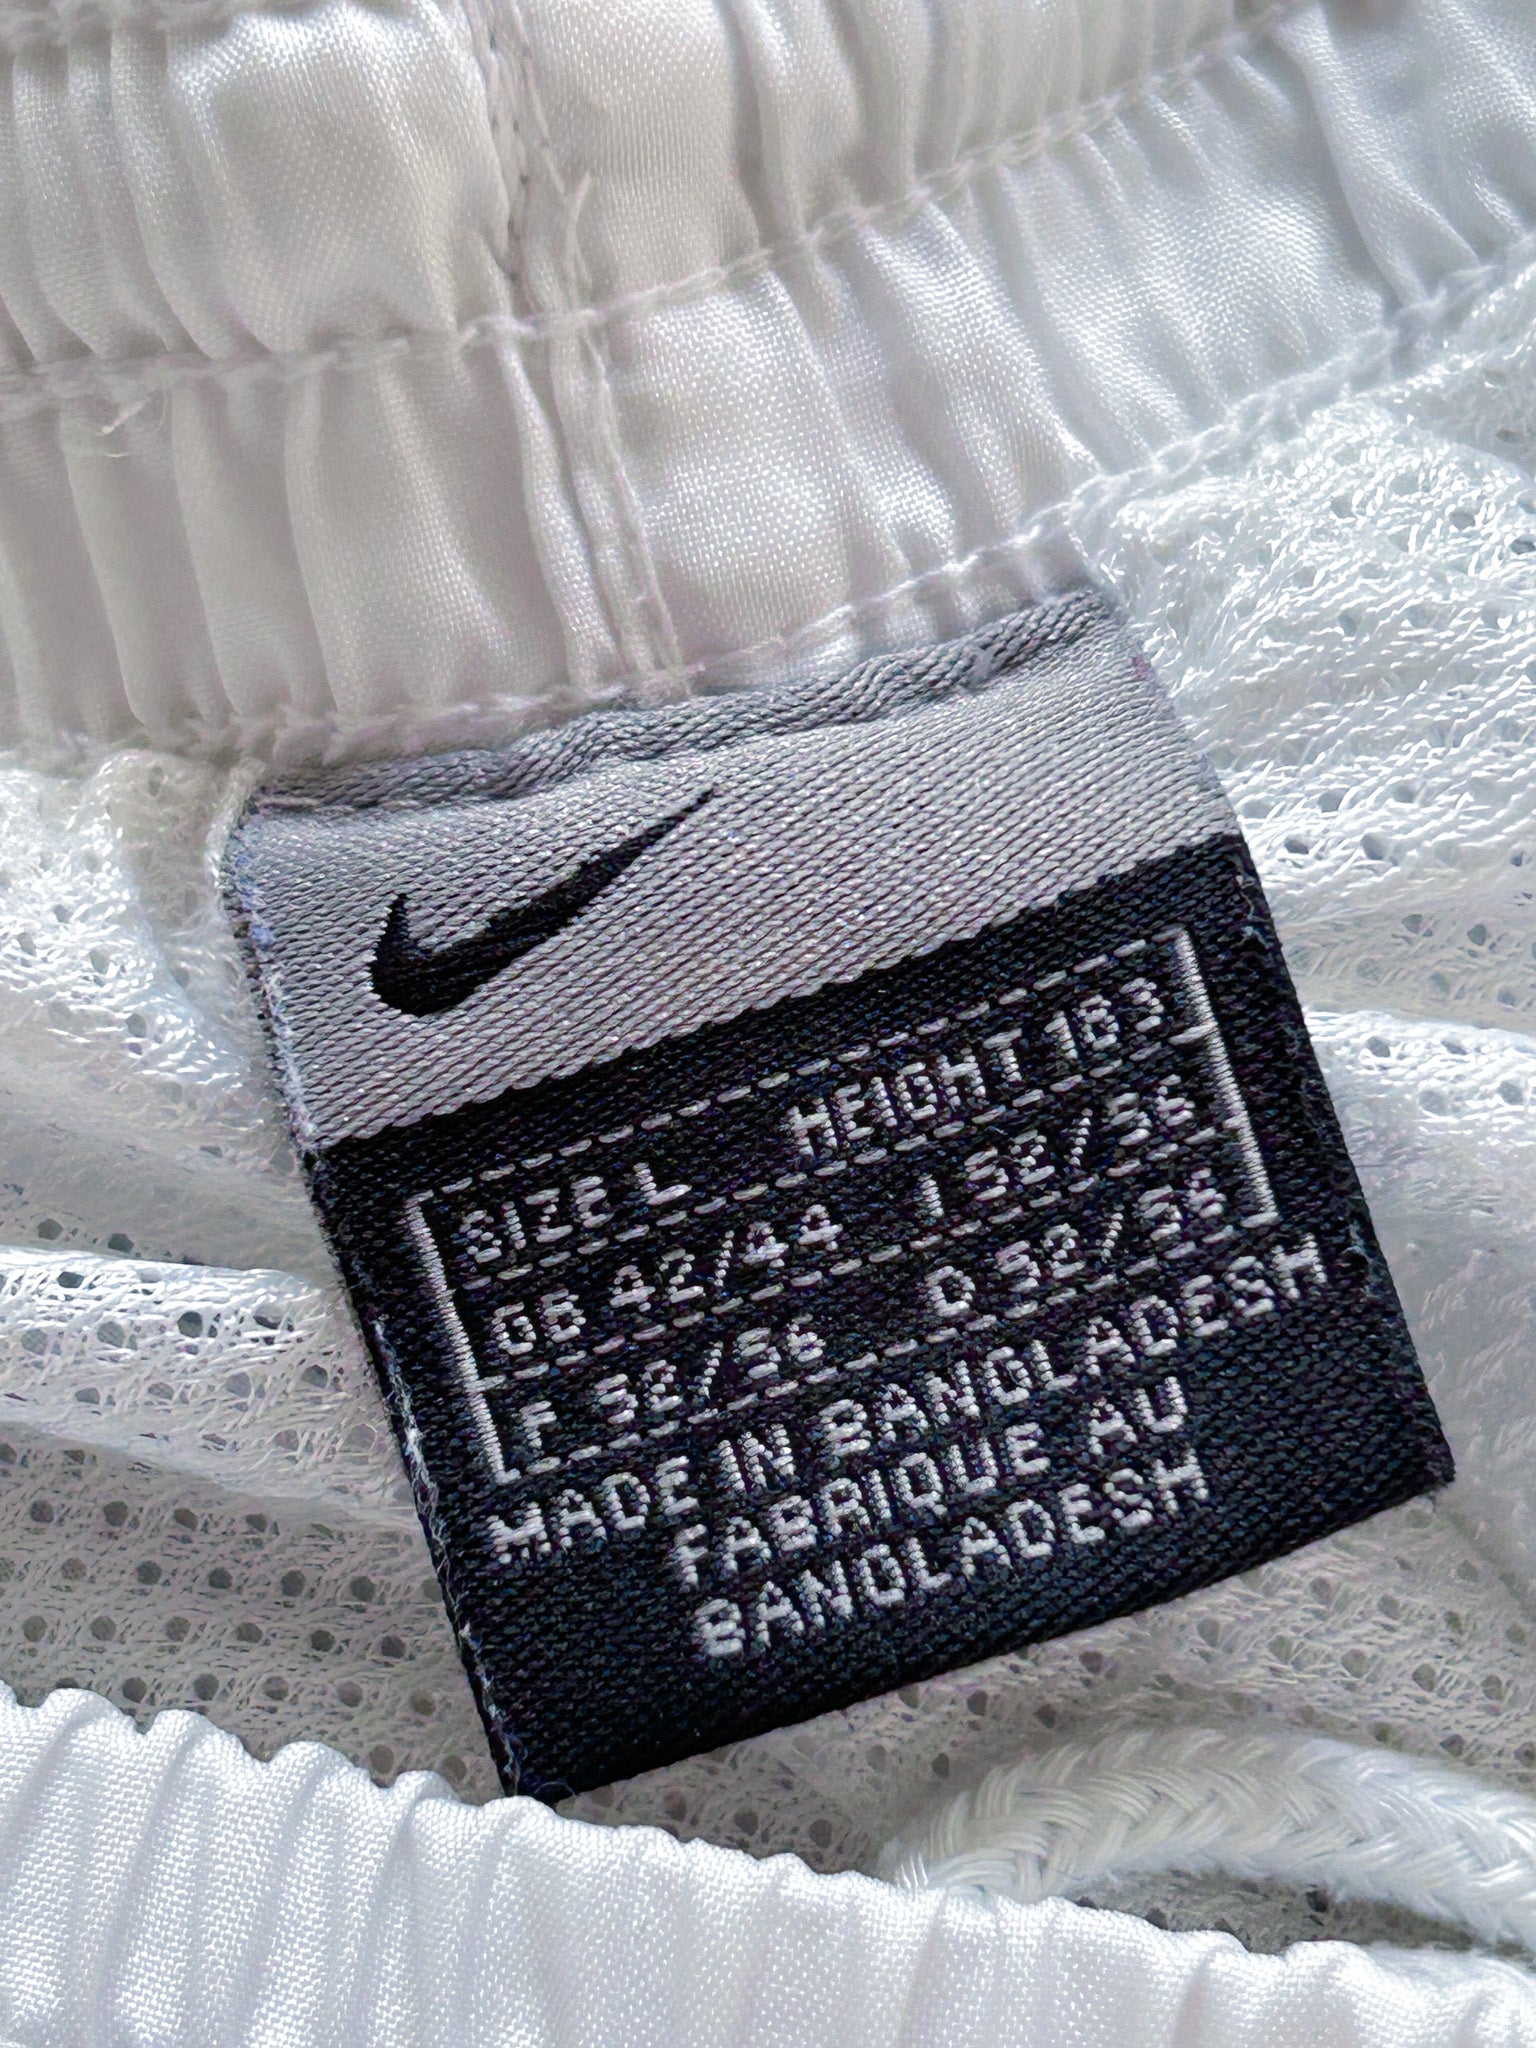 SIZE L HEIGHT 183
GB 42/44 I 52/56
F 52/56 D 52/56
MADE IN BANGLADESH
FABRIQUE AU
BANGLADESH